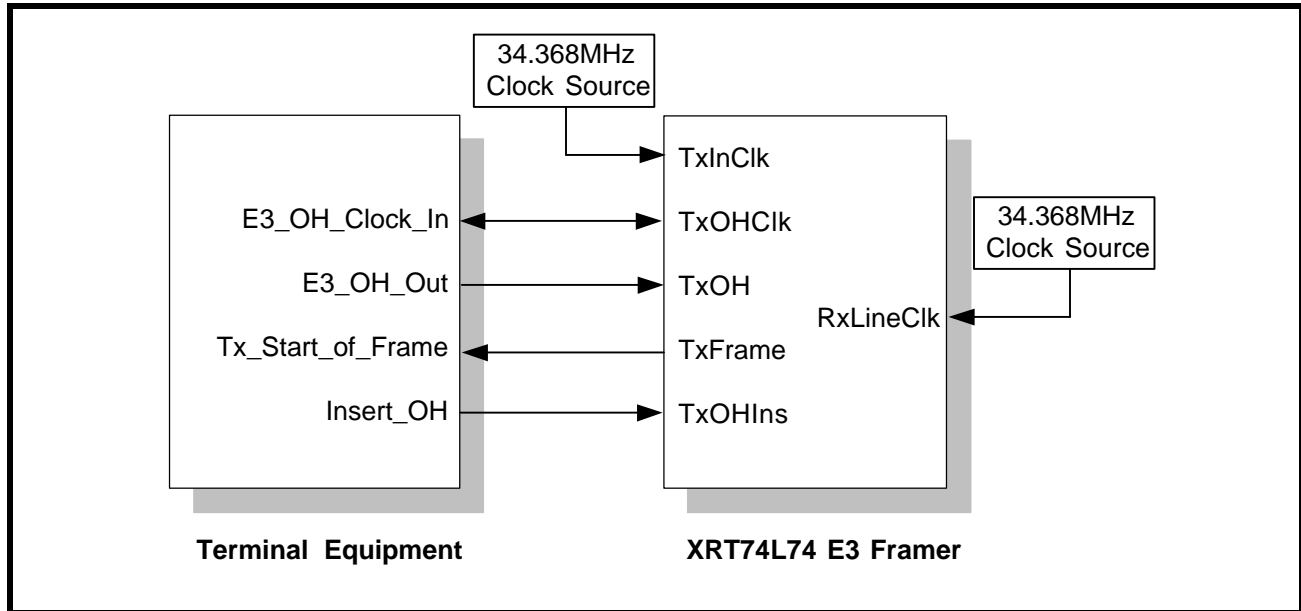 34.368MHz
Clock Source
TxInClk
E3_OH_Clock_In
TxOHClk
34.368MHz
Clock Source
E3_OH_Out
TxOH
RxLineClk
Tx_Start_of_Frame
TxFrame
Insert_OH
TxOHIns
Terminal Equipment
XRT74L74 E3 Framer